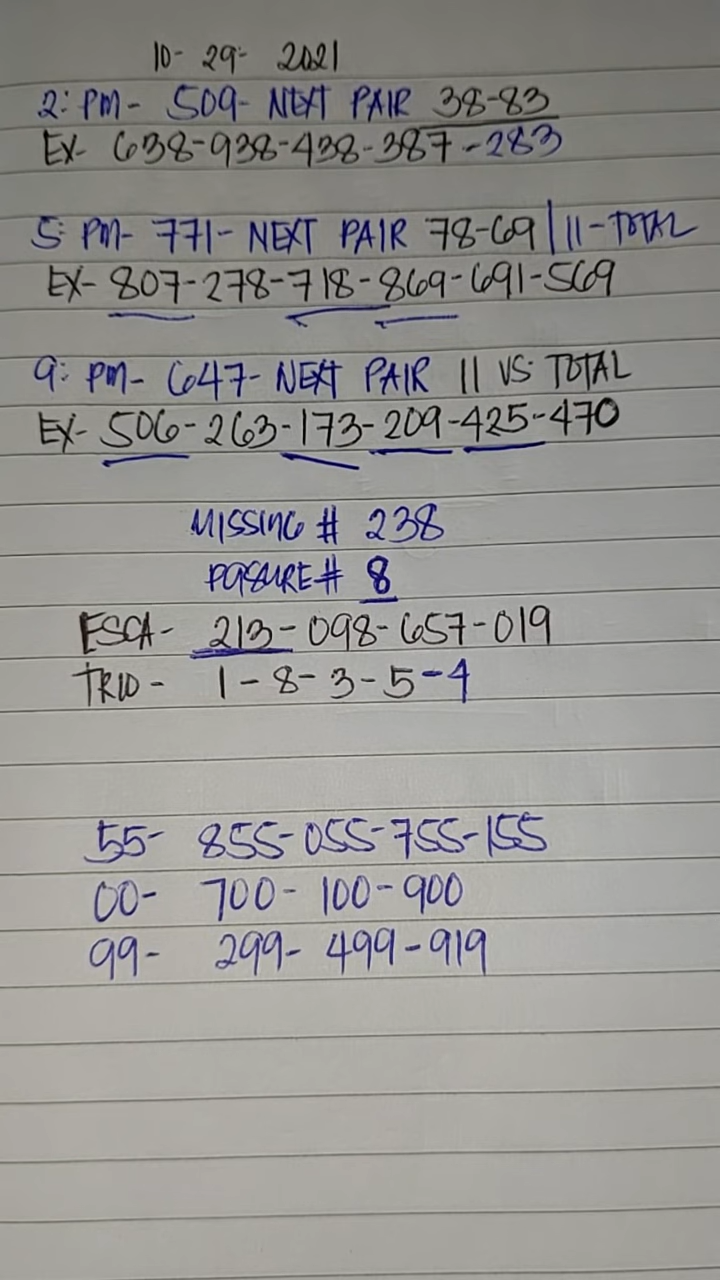 10- 29- 2021
2: PM- 509- NEXT PAIR 38-83
EX- 638-938-438-387-283
5: PM- 771- NEXT PAIR 78-69 | 11-TOTAL
EX- 807-278-718-869-691-569
9: PM- 647- NEXT PAIR 11 VS: TOTAL
EX- 506-263-173-209-425-470
MISSING # 238
# 8
ESCA- 213-098-657-019
TRIO- 1-8-3-5-4
55- 855-055-755-155
00- 700-100-900
99- 299-499-919